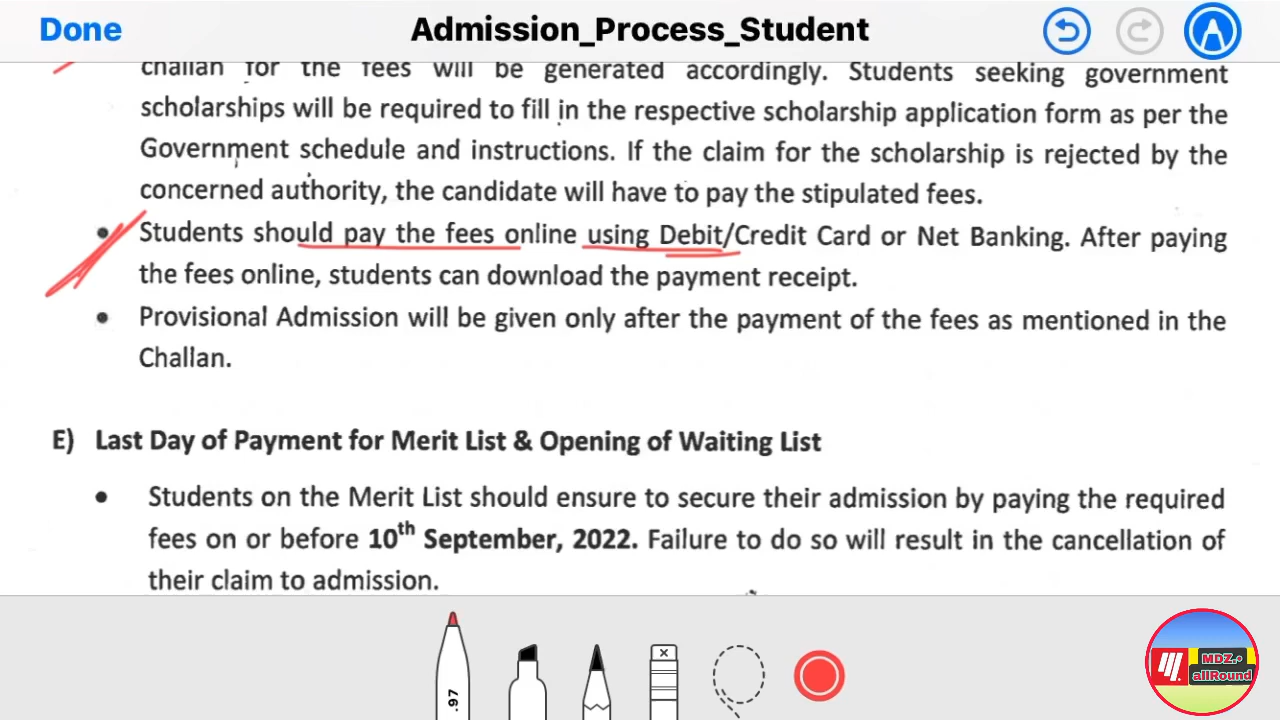 Done
Admission_Process_Student
challan for the fees will be generated accordingly. Students seeking government
scholarships will be required to fill in the respective scholarship application form as per the
Government schedule and instructions. If the claim for the scholarship is rejected by the
concerned authority, the candidate will have to pay the stipulated fees.
• Students should pay the fees online using Debit/Credit Card or Net Banking. After paying
the fees online, students can download the payment receipt.
• Provisional Admission will be given only after the payment of the fees as mentioned in the
Challan.
E) Last Day of Payment for Merit List & Opening of Waiting List
• Students on the Merit List should ensure to secure their admission by paying the required
fees on or before 10th September, 2022. Failure to do so will result in the cancellation of
their claim to admission.
.97
MDZ.
allRound